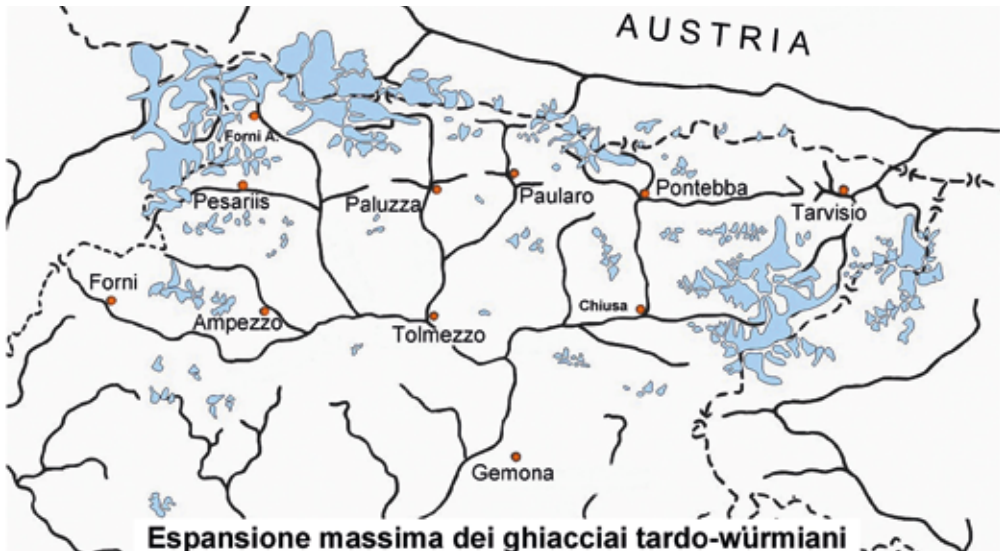 AUSTRIA
Forni A.
Pesariis
Paluzza
Paularo
Pontebba
Tarvisio
Forni
Ampezzo
Tolmezzo
Chiusa
Gemona
Espansione massima dei ghiacciai tardo-würmiani